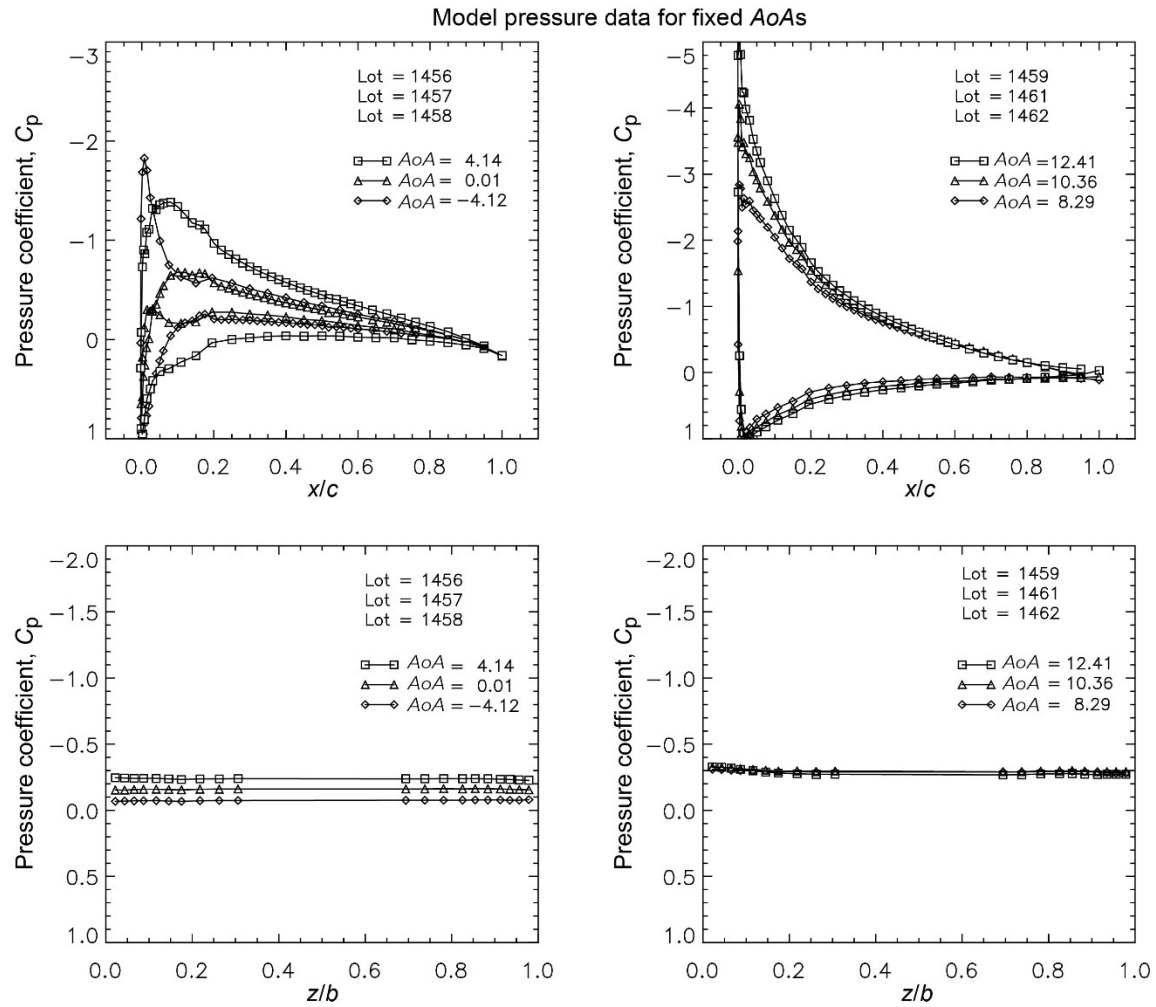 Model pressure data for fixed AoAs
Pressure coefficient, Cp
−3
−2
−1
0
1
Lot = 1456
Lot = 1457
Lot = 1458
AoA = 4.14
AoA = 0.01
AoA = −4.12
0.0 0.2 0.4 0.6 0.8 1.0
x/c
Pressure coefficient, Cp
−5
−4
−3
−2
−1
0
1
Lot = 1459
Lot = 1461
Lot = 1462
AoA = 12.41
AoA = 10.36
AoA = 8.29
0.0 0.2 0.4 0.6 0.8 1.0
x/c
Pressure coefficient, Cp
−2.0
−1.5
−1.0
−0.5
0.0
0.5
1.0
Lot = 1456
Lot = 1457
Lot = 1458
AoA = 4.14
AoA = 0.01
AoA = −4.12
0.0 0.2 0.4 0.6 0.8 1.0
z/b
Pressure coefficient, Cp
−2.0
−1.5
−1.0
−0.5
0.0
0.5
1.0
Lot = 1459
Lot = 1461
Lot = 1462
AoA = 12.41
AoA = 10.36
AoA = 8.29
0.0 0.2 0.4 0.6 0.8 1.0
z/b